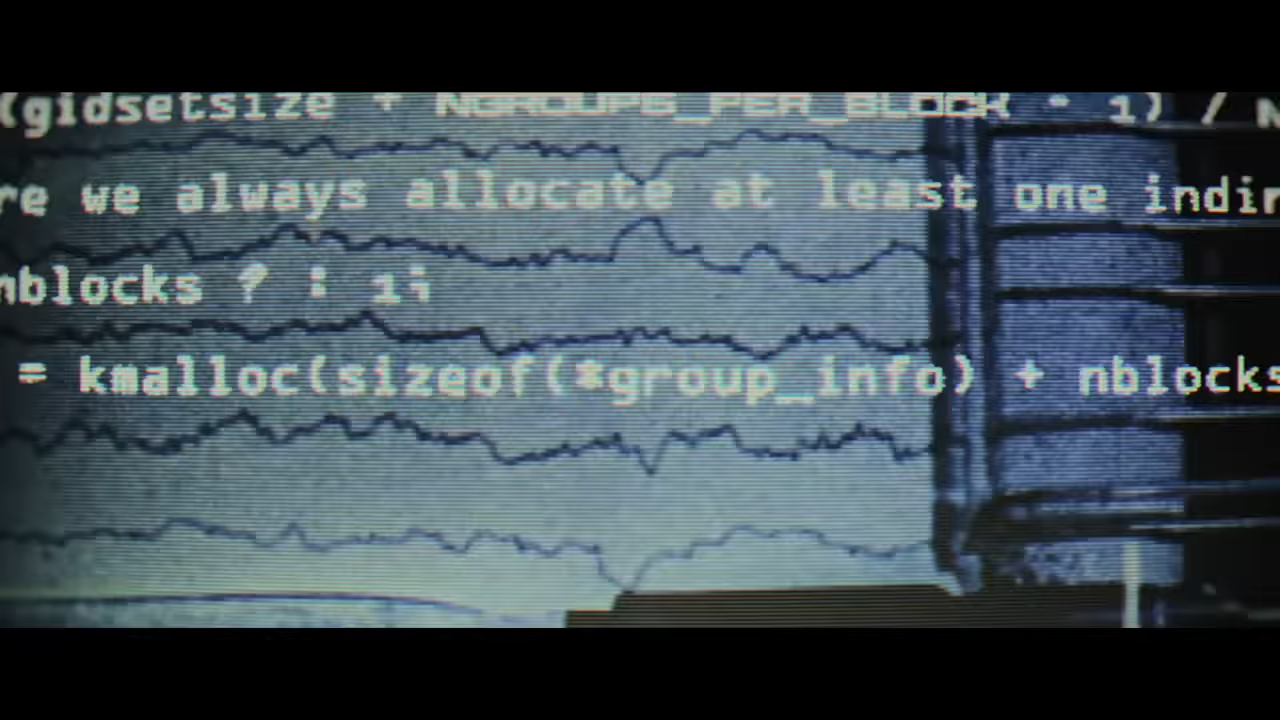 (gidsetsize + NGROUPS_PER_BLOCK - 1) / N
re we always allocate at least one indir
nblocks ? : 1;
= kmalloc(sizeof(*group_info) + nblocks